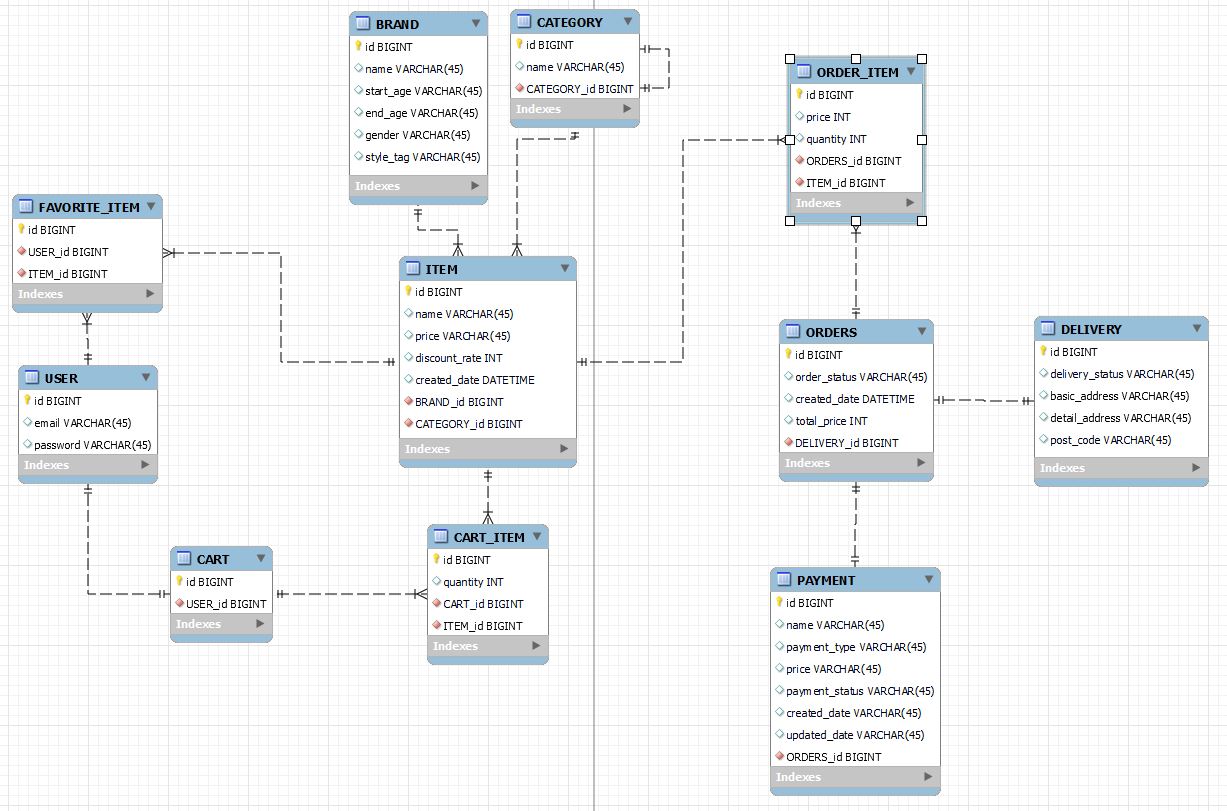 BRAND
id BIGINT
name VARCHAR(45)
start_age VARCHAR(45)
end_age VARCHAR(45)
gender VARCHAR(45)
style_tag VARCHAR(45)
Indexes
CATEGORY
id BIGINT
name VARCHAR(45)
CATEGORY_id BIGINT
Indexes
ORDER_ITEM
id BIGINT
price INT
quantity INT
ORDERS_id BIGINT
ITEM_id BIGINT
Indexes
FAVORITE_ITEM
id BIGINT
USER_id BIGINT
ITEM_id BIGINT
Indexes
ITEM
id BIGINT
name VARCHAR(45)
price VARCHAR(45)
discount_rate INT
created_date DATETIME
BRAND_id BIGINT
CATEGORY_id BIGINT
Indexes
ORDERS
id BIGINT
order_status VARCHAR(45)
created_date DATETIME
total_price INT
DELIVERY_id BIGINT
Indexes
DELIVERY
id BIGINT
delivery_status VARCHAR(45)
basic_address VARCHAR(45)
detail_address VARCHAR(45)
post_code VARCHAR(45)
Indexes
USER
id BIGINT
email VARCHAR(45)
password VARCHAR(45)
Indexes
CART
id BIGINT
USER_id BIGINT
Indexes
CART_ITEM
id BIGINT
quantity INT
CART_id BIGINT
ITEM_id BIGINT
Indexes
PAYMENT
id BIGINT
name VARCHAR(45)
payment_type VARCHAR(45)
price VARCHAR(45)
payment_status VARCHAR(45)
created_date VARCHAR(45)
updated_date VARCHAR(45)
ORDERS_id BIGINT
Indexes